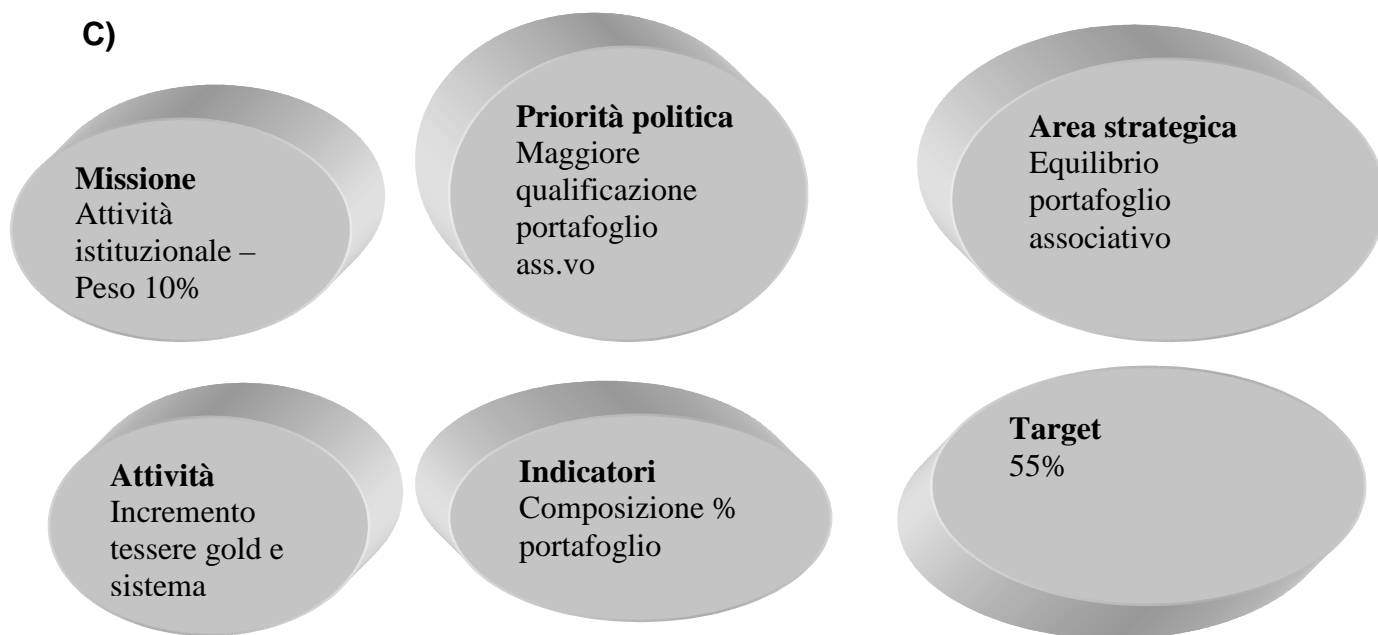 C)
Missione
Attività
istituzionale –
Peso 10%
Priorità politica
Maggiore
qualificazione
portafoglio
ass.vo
Area strategica
Equilibrio
portafoglio
associativo
Attività
Incremento
tessere gold e
sistema
Indicatori
Composizione %
portafoglio
Target
55%